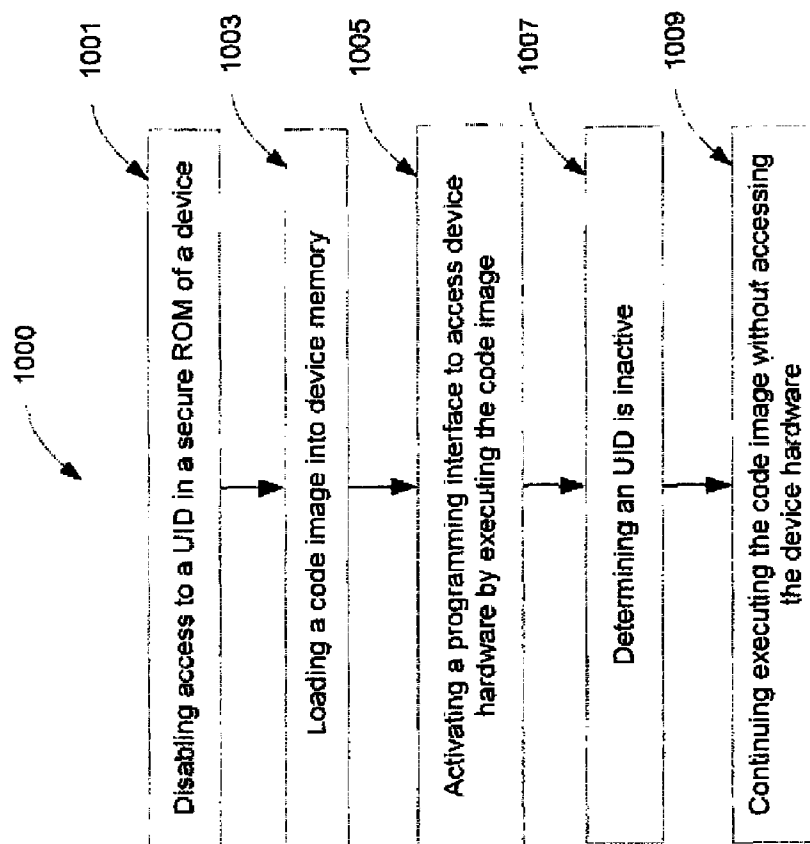 1000
1001
Disabling access to a UID in a secure ROM of a device
1003
Loading a code image into device memory
1005
Activating a programming interface to access device
hardware by executing the code image
1007
Determining an UID is inactive
1009
Continuing executing the code image without accessing
the device hardware